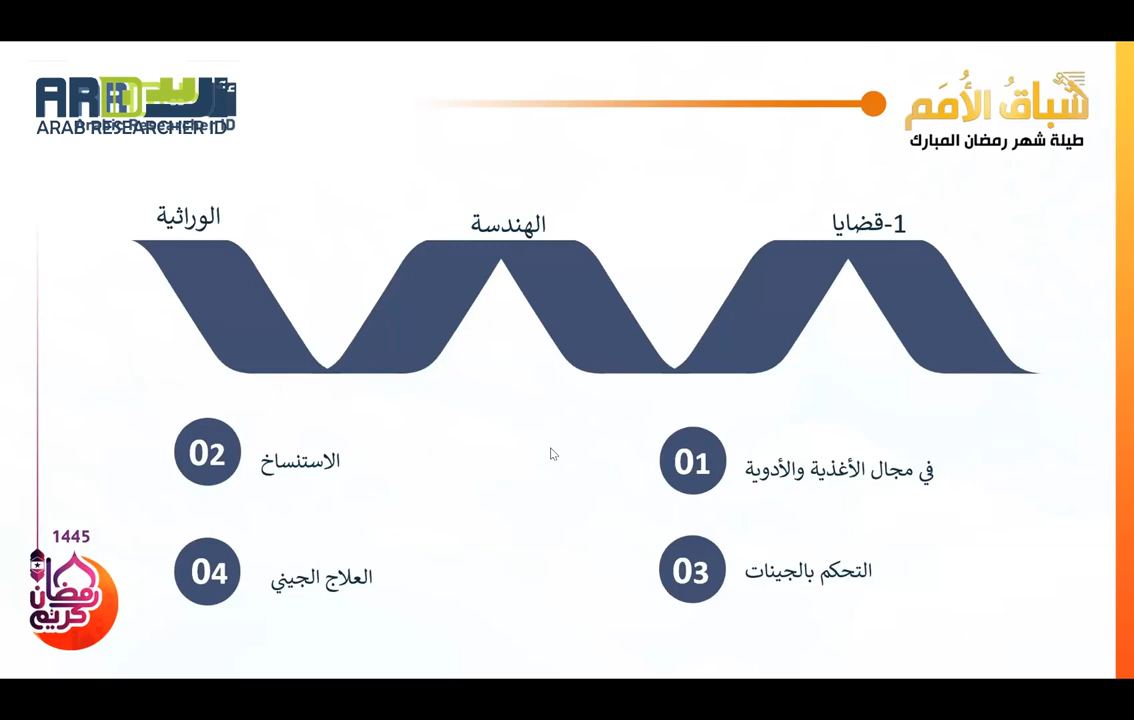 سباقُ الأُمَم
طيلة شهر رمضان المبارك
ARAB RESEARCHER ID
1-قضايا
الهندسة
الوراثية
01
في مجال الأغذية والأدوية
02
الاستنساخ
03
التحكم بالجينات
04
العلاج الجيني
1445
رمضان
كريم